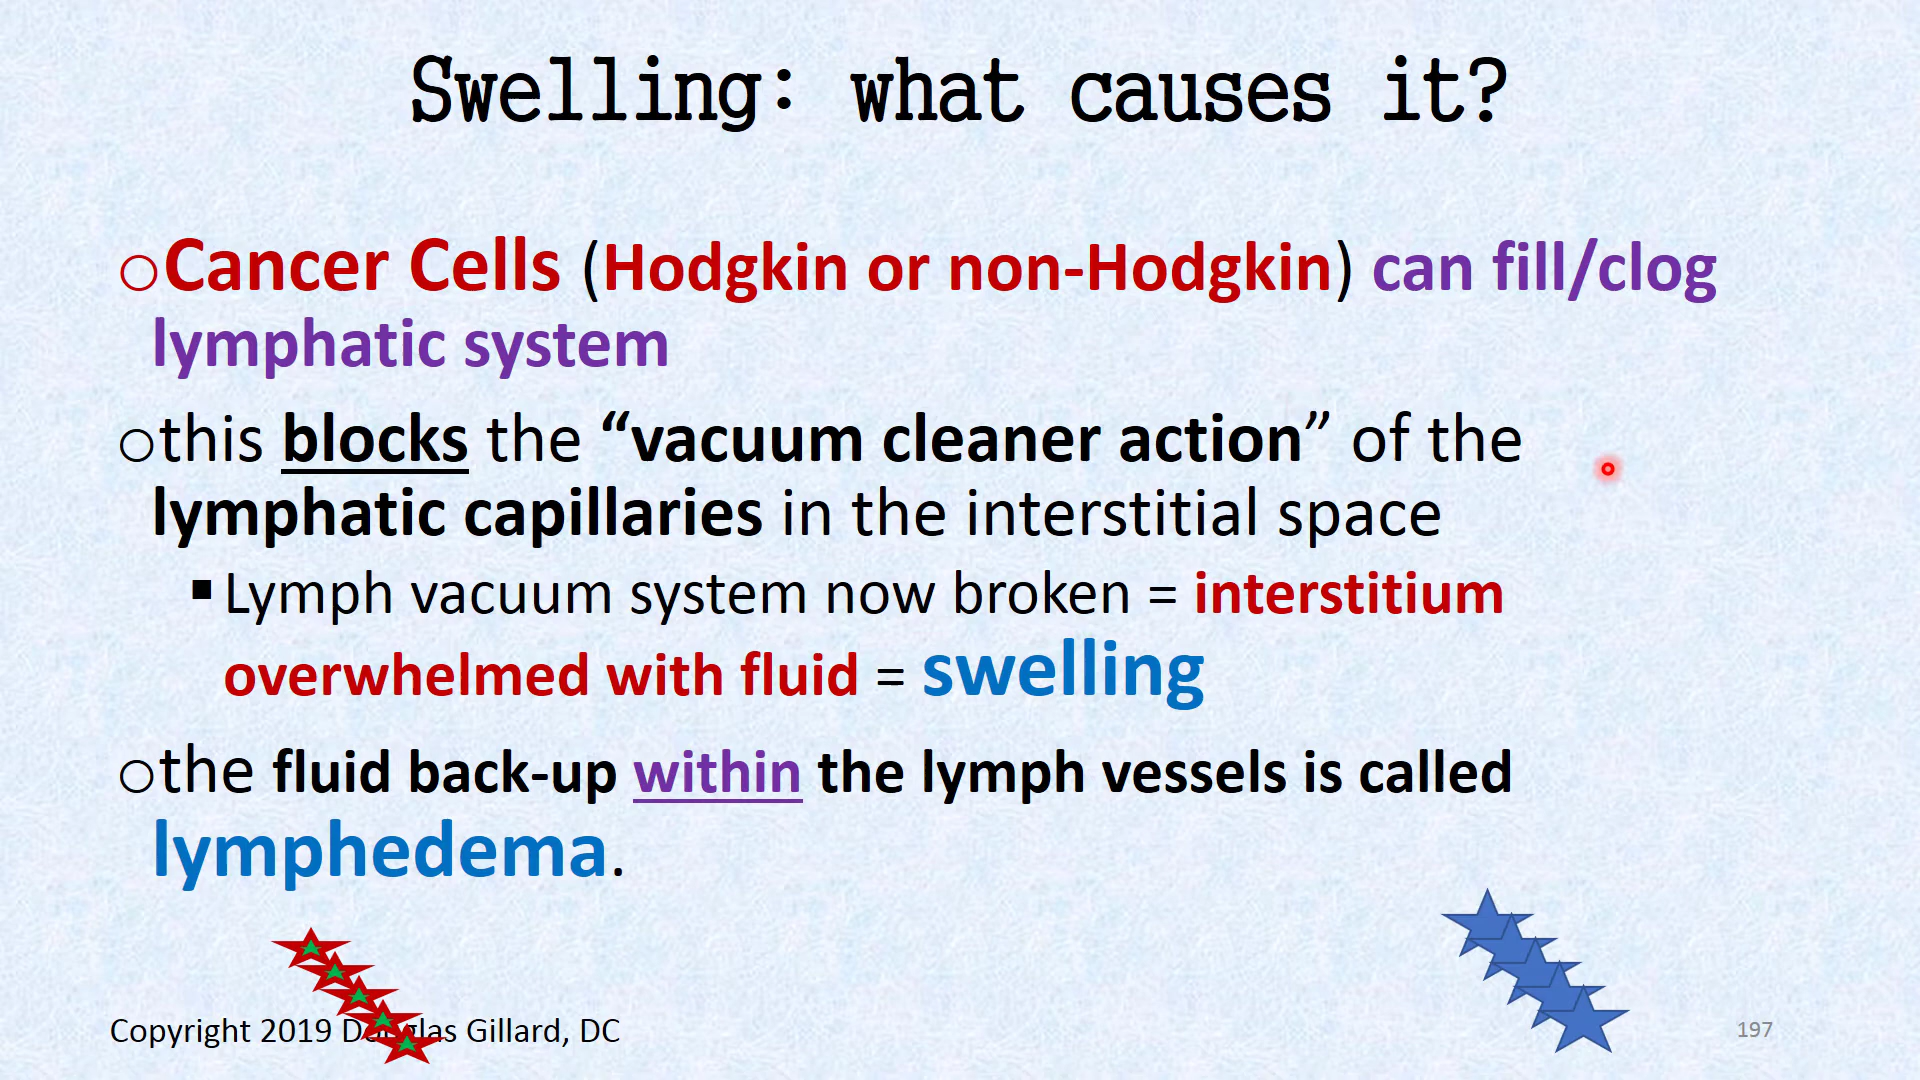 Swelling: what causes it?
Cancer Cells (Hodgkin or non-Hodgkin) can fill/clog
lymphatic system
this blocks the “vacuum cleaner action” of the
lymphatic capillaries in the interstitial space
Lymph vacuum system now broken = interstitium
overwhelmed with fluid = swelling
the fluid back-up within the lymph vessels is called
lymphedema.
Copyright 2019 Douglas Gillard, DC
197